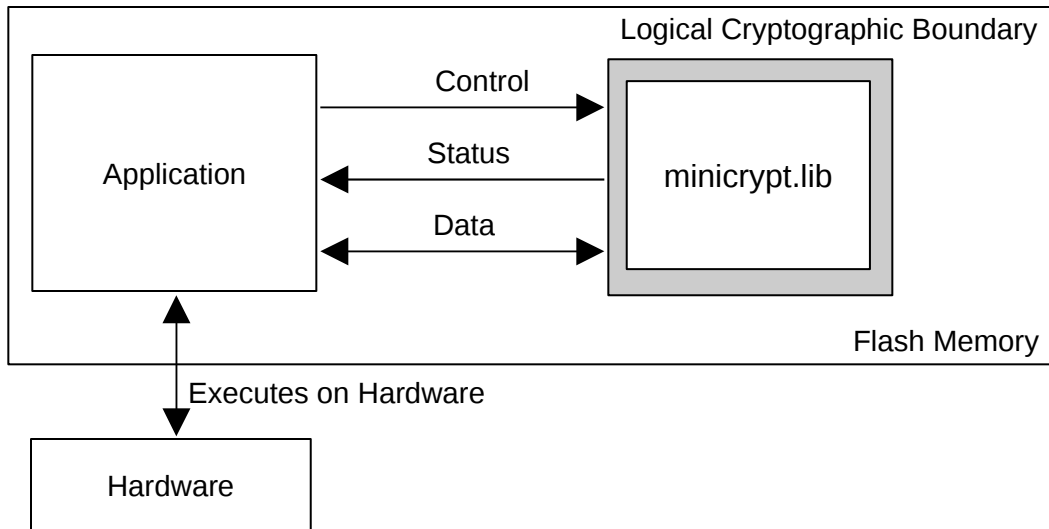 Logical Cryptographic Boundary
Control
Application
Status
minicrypt.lib
Data
Flash Memory
Executes on Hardware
Hardware